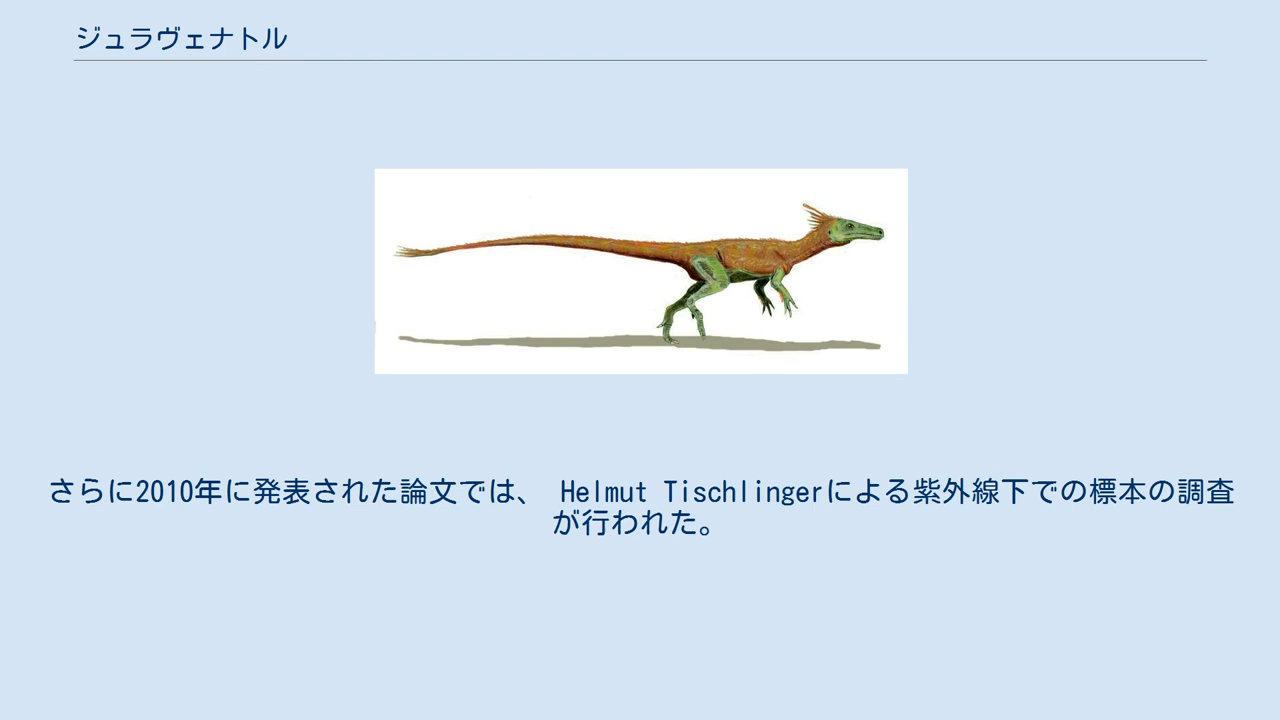 ジュラヴェナトル
さらに2010年に発表された論文では、 Helmut Tischlingerによる紫外線下での標本の調査
が行われた。